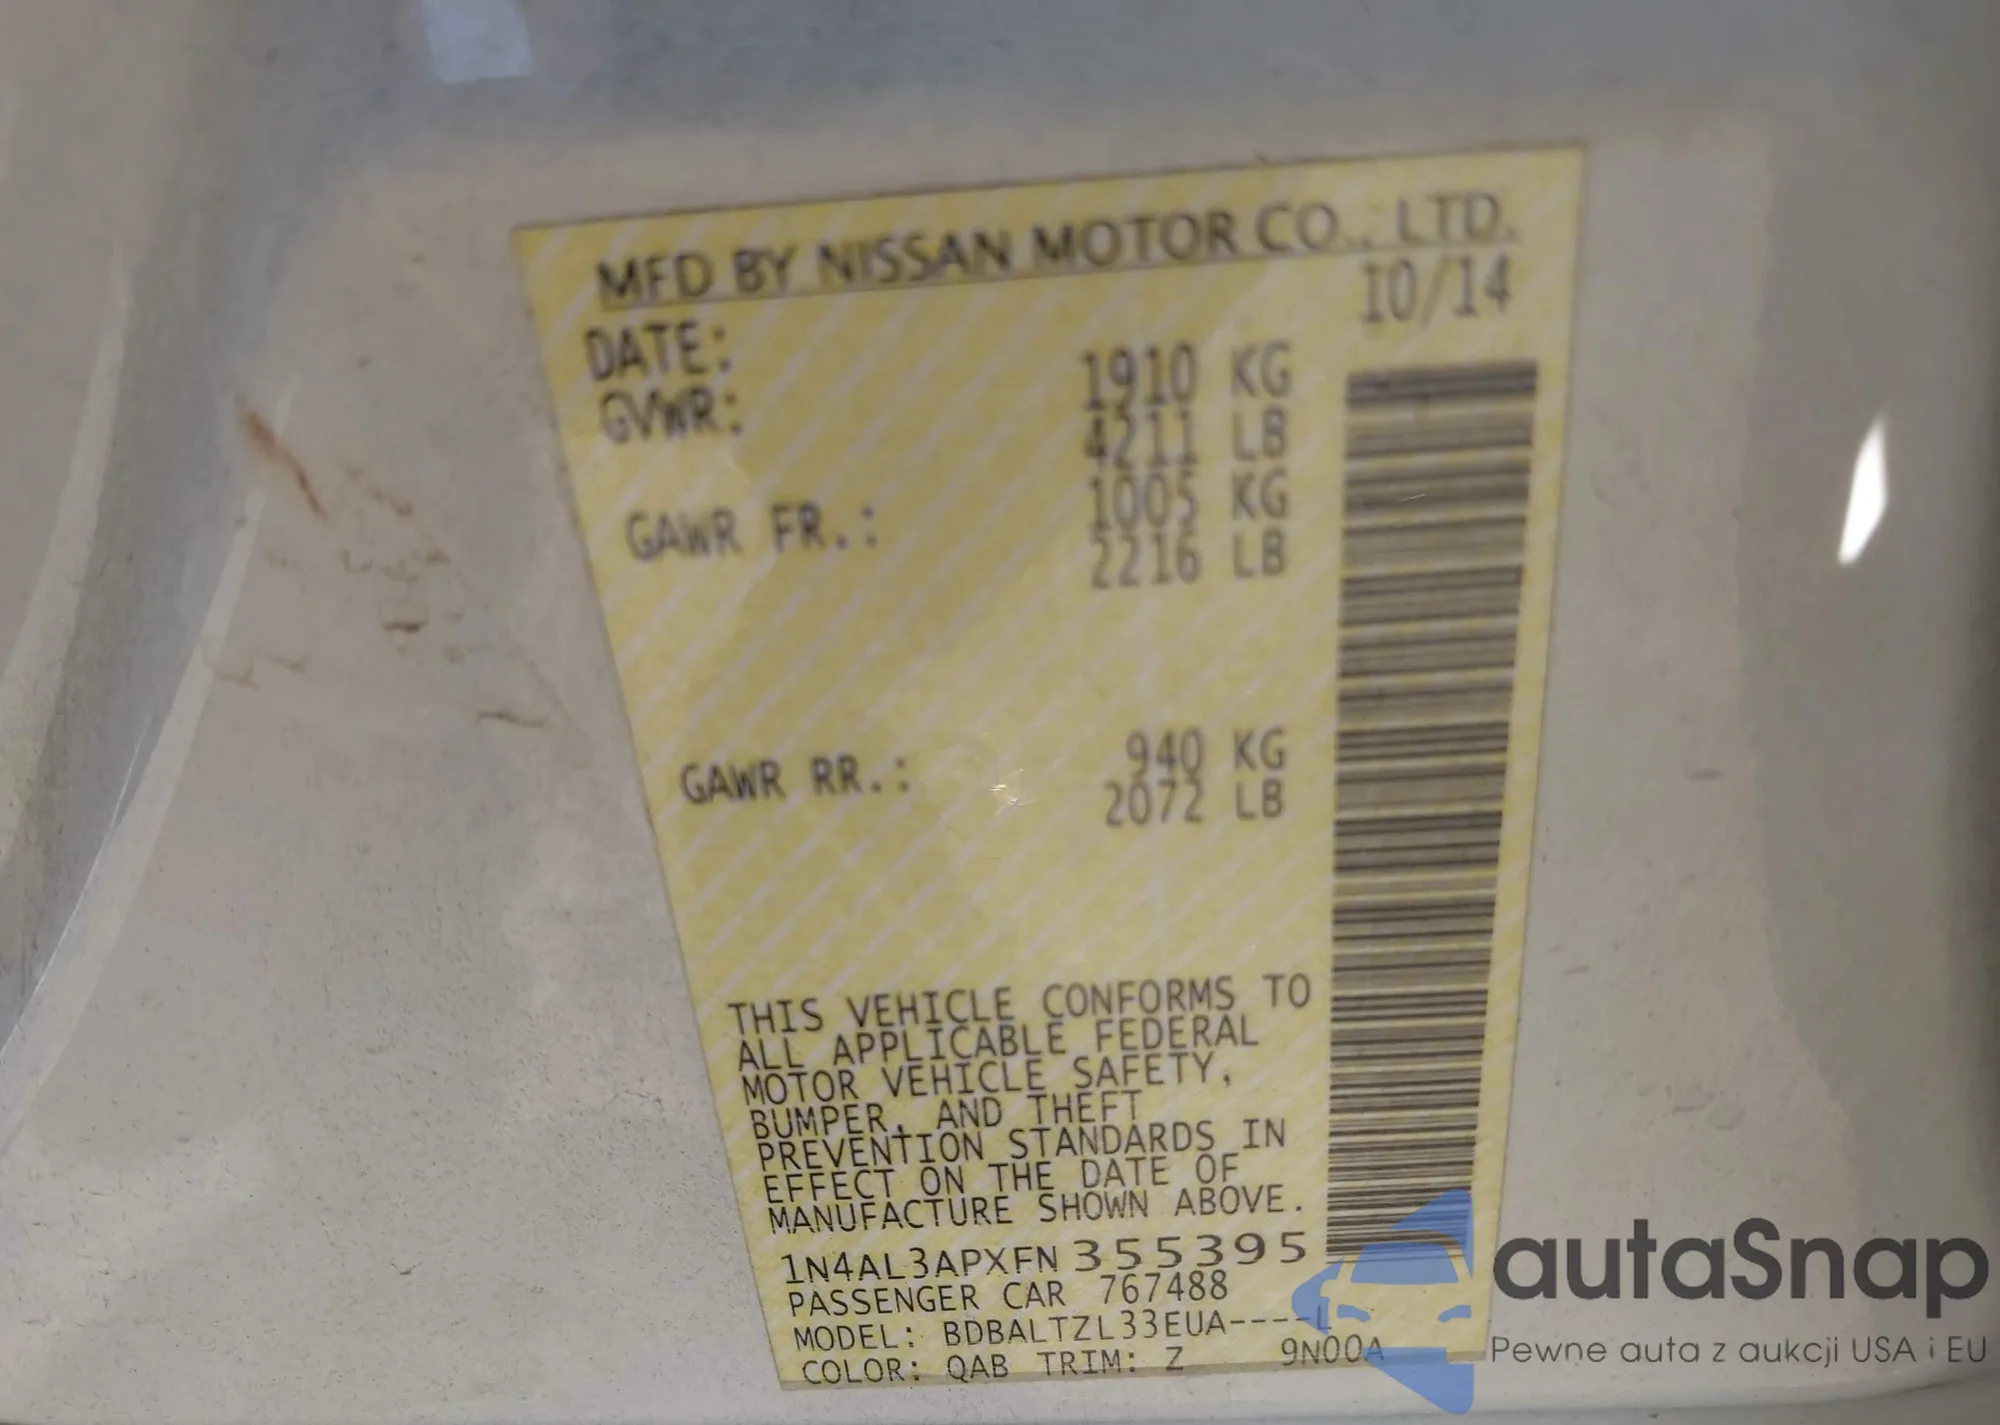 MFD BY NISSAN MOTOR CO., LTD.
DATE: 10/14
GVWR: 1910 KG
4211 LB
GAWR FR.: 1005 KG
2216 LB
GAWR RR.: 940 KG
2072 LB
THIS VEHICLE CONFORMS TO
ALL APPLICABLE FEDERAL
MOTOR VEHICLE SAFETY,
BUMPER, AND THEFT
PREVENTION STANDARDS IN
EFFECT ON THE DATE OF
MANUFACTURE SHOWN ABOVE.
1N4AL3APXFN 355395
PASSENGER CAR 767488
MODEL: BDBALTZL33EUA----L
COLOR: QAB TRIM: Z 9N00A
autaSnap
Pewne auta z aukcji USA i EU